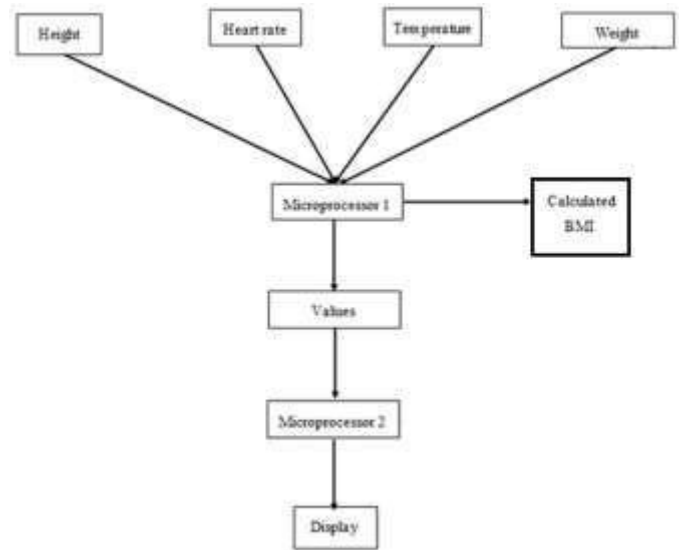 Height
Heart rate
Temperature
Weight
Microprocessor 1
Calculated
BMI
Values
Microprocessor 2
Display